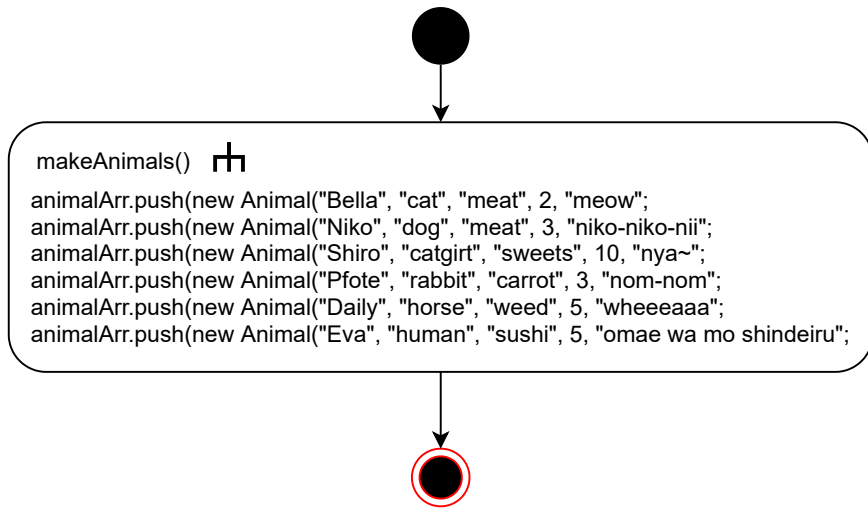 makeAnimals()
animalArr.push(new Animal("Bella", "cat", "meat", 2, "meow";
animalArr.push(new Animal("Niko", "dog", "meat", 3, "niko-niko-nii";
animalArr.push(new Animal("Shiro", "catgirt", "sweets", 10, "nya~";
animalArr.push(new Animal("Pfote", "rabbit", "carrot", 3, "nom-nom";
animalArr.push(new Animal("Daily", "horse", "weed", 5, "wheeeaaa";
animalArr.push(new Animal("Eva", "human", "sushi", 5, "omae wa mo shindeiru";